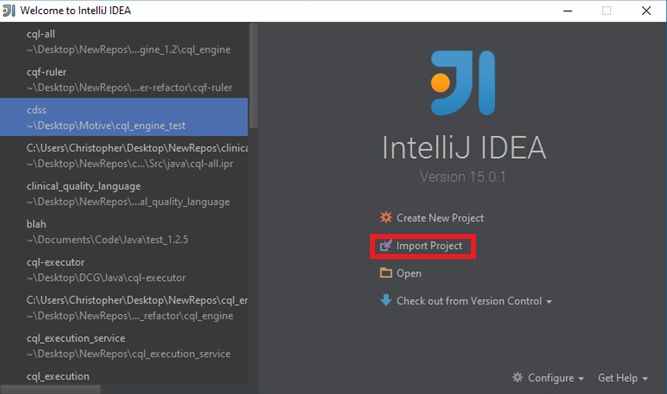 Welcome to IntelliJ IDEA
cql-all
~\Desktop\NewRepos\...gine_1.2\cql_engine
cqf-ruler
~\Desktop\NewRepos\...er-refactor\cqf-ruler
cdss
~\Desktop\Motive\cql_engine_test
C:\Users\Christopher\Desktop\NewRepos\clinica
~\Desktop\NewRepos\c...\Src\java\cql-all.ipr
clinical_quality_language
~\Desktop\NewRepos\...al_quality_language
blah
~\Documents\Code\Java\test_1.2.5
cql-executor
~\Desktop\DCG\Java\cql-executor
C:\Users\Christopher\Desktop\NewRepos\cql_er
~\Desktop\NewRepos\..._refactor\cql_engine
cql_execution_service
~\Desktop\NewRepos\cql_execution_service
cql_execution
IntelliJ IDEA
Version 15.0.1
Create New Project
Import Project
Open
Check out from Version Control
Configure
Get Help